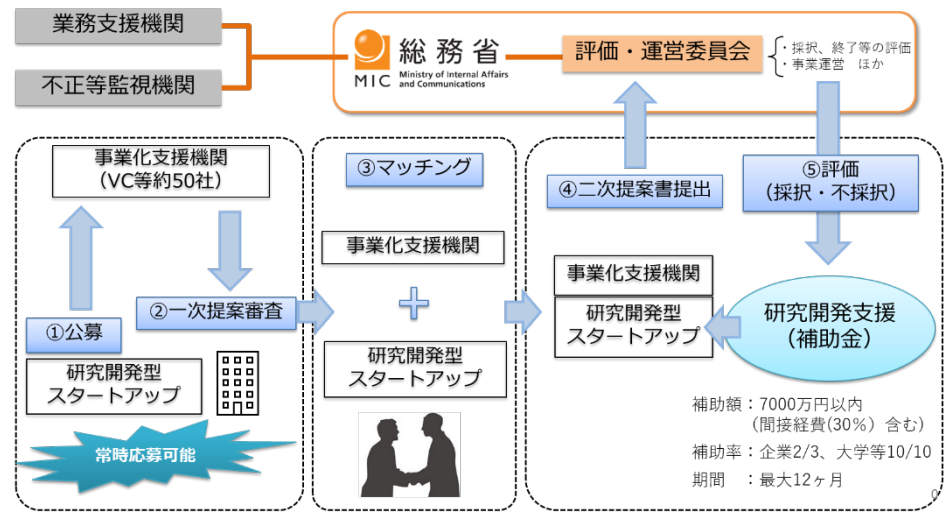 業務支援機関
不正等監視機関
MIC
総務省
Ministry of Internal Affairs
and Communications
評価・運営委員会
・採択、終了等の評価
・事業運営　ほか
事業化支援機関
（VC等約50社）
①公募
②一次提案審査
研究開発型
スタートアップ
常時応募可能
③マッチング
事業化支援機関
+
研究開発型
スタートアップ
④二次提案書提出
⑤評価
（採択・不採択）
事業化支援機関
研究開発型
スタートアップ
研究開発支援
（補助金）
補助額：7000万円以内
（間接経費(30%）含む）
補助率：企業2/3、大学等10/10
期間　：最大12ヶ月
0